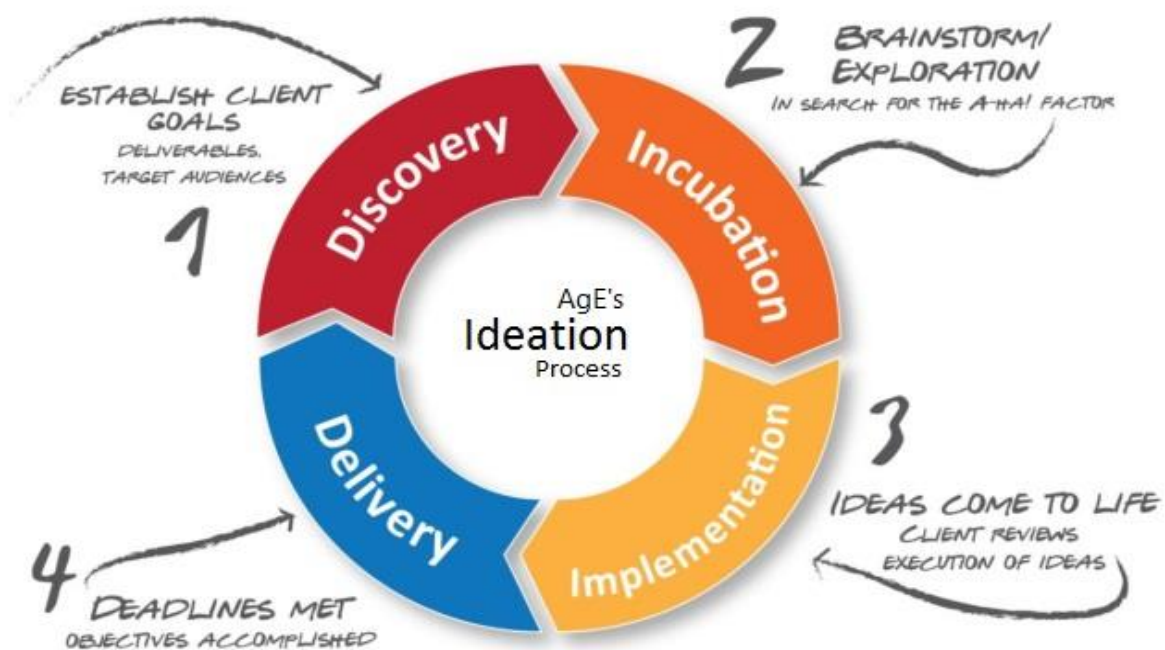 1
ESTABLISH CLIENT
GOALS
DELIVERABLES,
TARGET AUDIENCES
Discovery
2
BRAINSTORM/
EXPLORATION
IN SEARCH FOR THE A-HA! FACTOR
Incubation
AgE's
Ideation
Process
3
IDEAS COME TO LIFE
CLIENT REVIEWS
EXECUTION OF IDEAS
Implementation
4
DEADLINES MET
OBJECTIVES ACCOMPLISHED
Delivery